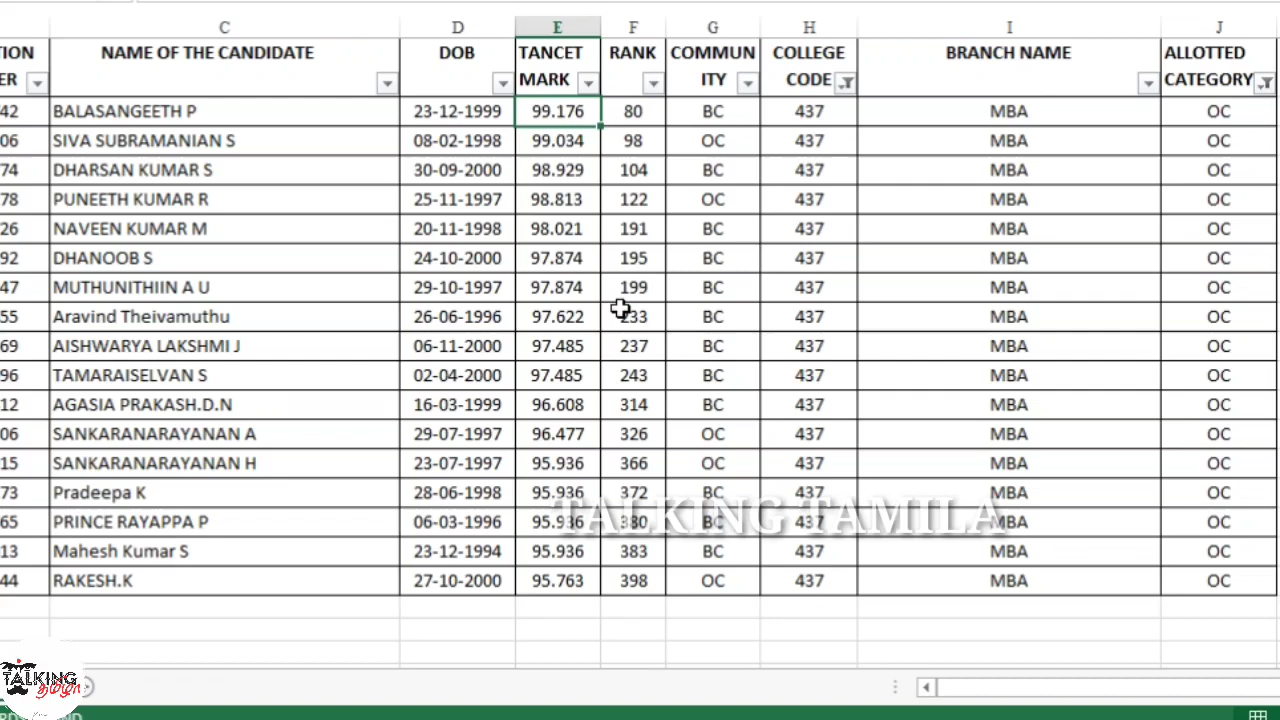 C D E F G H I J
TION NAME OF THE CANDIDATE DOB TANCET RANK COMMUN COLLEGE BRANCH NAME ALLOTTED
ER MARK ITY CODE CATEGORY
42 BALASANGEETH P 23-12-1999 99.176 80 BC 437 MBA OC
06 SIVA SUBRAMANIAN S 08-02-1998 99.034 98 OC 437 MBA OC
74 DHARSAN KUMAR S 30-09-2000 98.929 104 BC 437 MBA OC
78 PUNEETH KUMAR R 25-11-1997 98.813 122 OC 437 MBA OC
26 NAVEEN KUMAR M 20-11-1998 98.021 191 BC 437 MBA OC
92 DHANOOB S 24-10-2000 97.874 195 BC 437 MBA OC
47 MUTHUNITHIIN A U 29-10-1997 97.874 199 BC 437 MBA OC
55 Aravind Theivamuthu 26-06-1996 97.622 233 BC 437 MBA OC
69 AISHWARYA LAKSHMI J 06-11-2000 97.485 237 BC 437 MBA OC
96 TAMARAISELVAN S 02-04-2000 97.485 243 BC 437 MBA OC
12 AGASIA PRAKASH.D.N 16-03-1999 96.608 314 BC 437 MBA OC
06 SANKARANARAYANAN A 29-07-1997 96.477 326 OC 437 MBA OC
15 SANKARANARAYANAN H 23-07-1997 95.936 366 OC 437 MBA OC
73 Pradeepa K 28-06-1998 95.936 372 BC 437 MBA OC
65 PRINCE RAYAPPA P 06-03-1996 95.936 380 BC 437 MBA OC
TALKING TAMILA
13 Mahesh Kumar S 23-12-1994 95.936 383 BC 437 MBA OC
44 RAKESH.K 27-10-2000 95.763 398 OC 437 MBA OC
TALKING
தமிழா